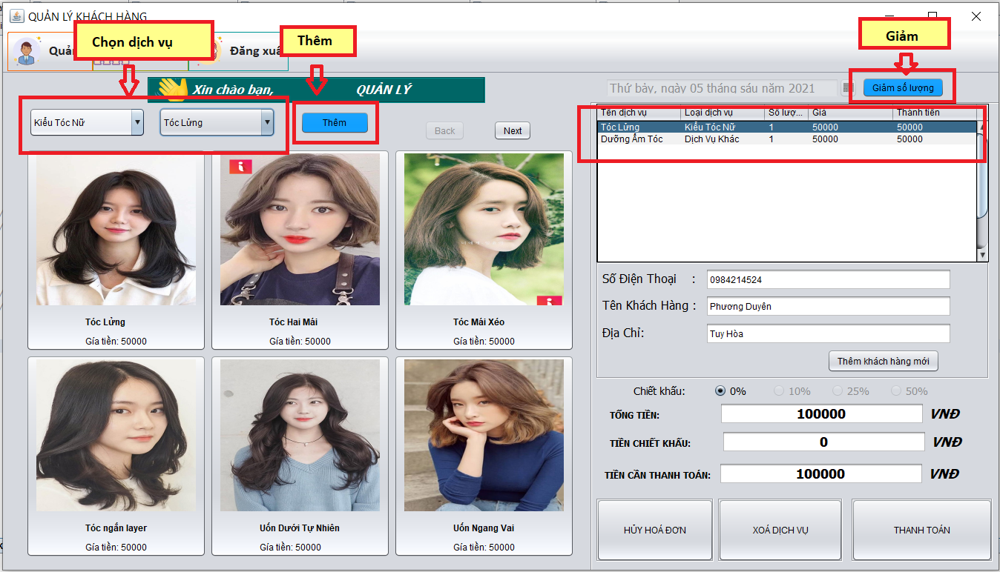 QUẢN LÝ KHÁCH HÀNG
Chọn dịch vụ
Thêm
Giảm
Quản
Đăng xuấ
Xin chào bạn, QUẢN LÝ
Thứ bảy, ngày 05 tháng sáu năm 2021
Giảm số lượng
Kiểu Tóc Nữ
Tóc Lửng
Thêm
Back
Next
Tên dịch vụ Loại dịch vụ Số lượ... Giá Thành tiền
Tóc Lửng Kiểu Tóc Nữ 1 50000 50000
Dưỡng Ẩm Tóc Dịch Vụ Khác 1 50000 50000
Tóc Lửng
Gía tiền: 50000
Tóc Hai Mái
Gía tiền: 50000
Tóc Mái Xéo
Gía tiền: 50000
Tóc ngắn layer
Gía tiền: 50000
Uốn Dưới Tự Nhiên
Gía tiền: 50000
Uốn Ngang Vai
Gía tiền: 50000
Số Điện Thoại : 0984214524
Tên Khách Hàng : Phương Duyên
Địa Chỉ: Tuy Hòa
Thêm khách hàng mới
Chiết khấu: 0% 10% 25% 50%
TỔNG TIỀN: 100000 VNĐ
TIỀN CHIẾT KHẤU: 0 VNĐ
TIỀN CẦN THANH TOÁN: 100000 VNĐ
HỦY HOÁ ĐƠN
XOÁ DỊCH VỤ
THANH TOÁN